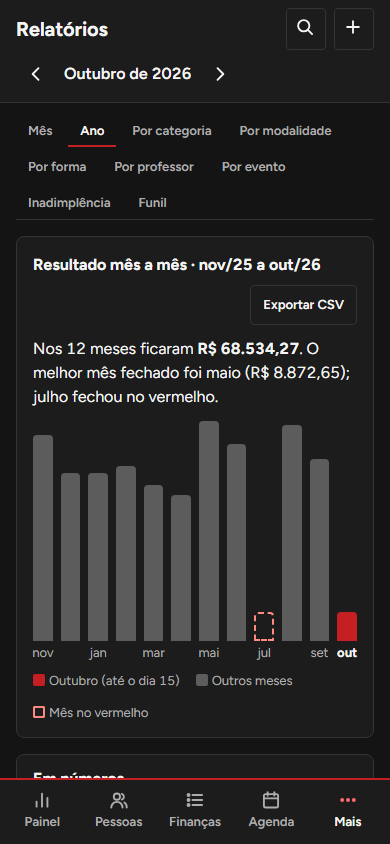 Relatórios
Outubro de 2026
Mês Ano Por categoria Por modalidade
Por forma Por professor Por evento
Inadimplência Funil
Resultado mês a mês · nov/25 a out/26
Exportar CSV
Nos 12 meses ficaram R$ 68.534,27. O
melhor mês fechado foi maio (R$ 8.872,65);
julho fechou no vermelho.
nov jan mar mai jul set out
Outubro (até o dia 15) Outros meses
Mês no vermelho
Em números
Painel Pessoas Finanças Agenda Mais